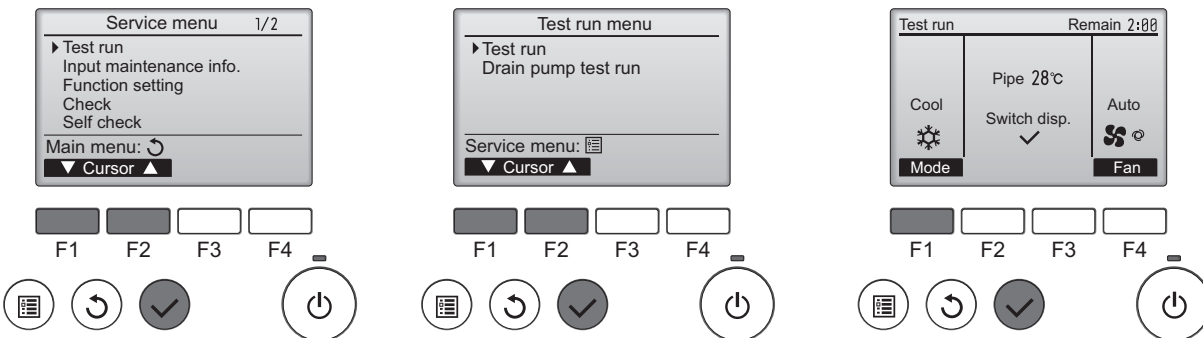 Service menu 1/2
Test run
Input maintenance info.
Function setting
Check
Self check
Main menu:
▼ Cursor ▲
F1 F2 F3 F4
Test run menu
Test run
Drain pump test run
Service menu:
▼ Cursor ▲
F1 F2 F3 F4
Test run Remain 2:00
Pipe 28℃
Cool
Switch disp.
Auto
Mode
Fan
F1 F2 F3 F4